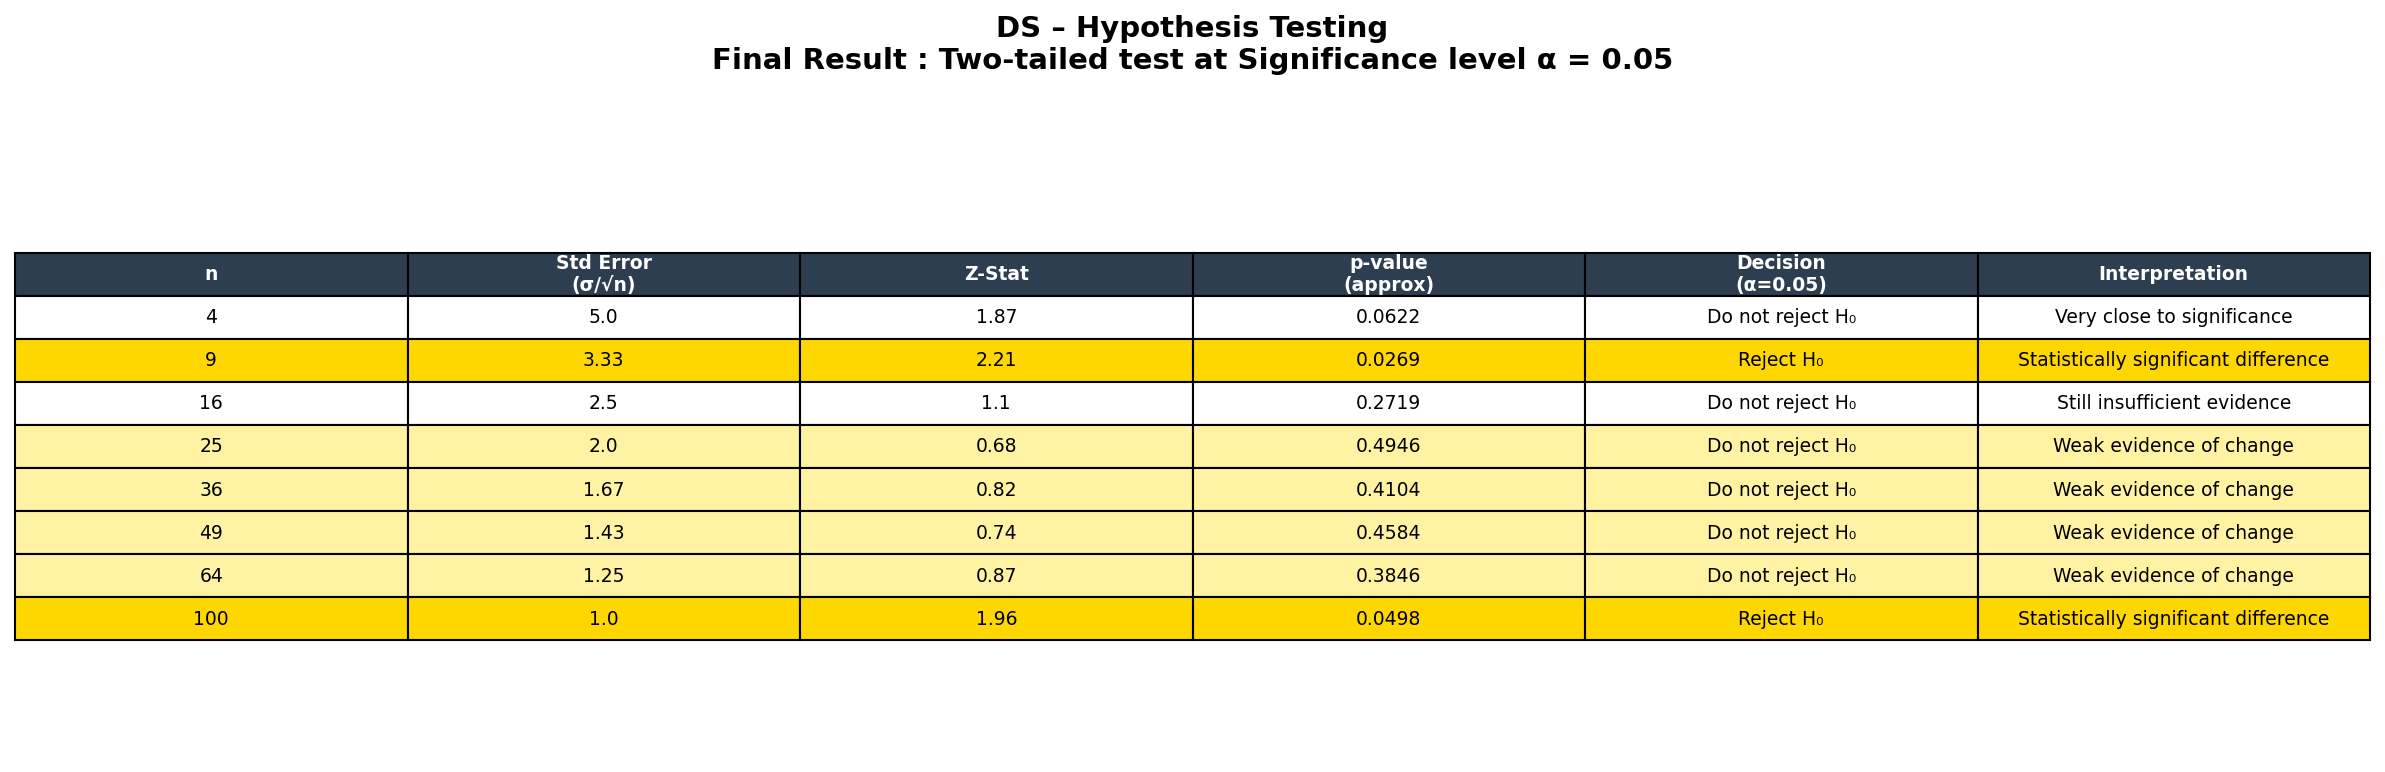 DS – Hypothesis Testing
Final Result : Two-tailed test at Significance level α = 0.05
n Std Error (σ/√n) Z-Stat p-value (approx) Decision (α=0.05) Interpretation
4 5.0 1.87 0.0622 Do not reject H₀ Very close to significance
9 3.33 2.21 0.0269 Reject H₀ Statistically significant difference
16 2.5 1.1 0.2719 Do not reject H₀ Still insufficient evidence
25 2.0 0.68 0.4946 Do not reject H₀ Weak evidence of change
36 1.67 0.82 0.4104 Do not reject H₀ Weak evidence of change
49 1.43 0.74 0.4584 Do not reject H₀ Weak evidence of change
64 1.25 0.87 0.3846 Do not reject H₀ Weak evidence of change
100 1.0 1.96 0.0498 Reject H₀ Statistically significant difference